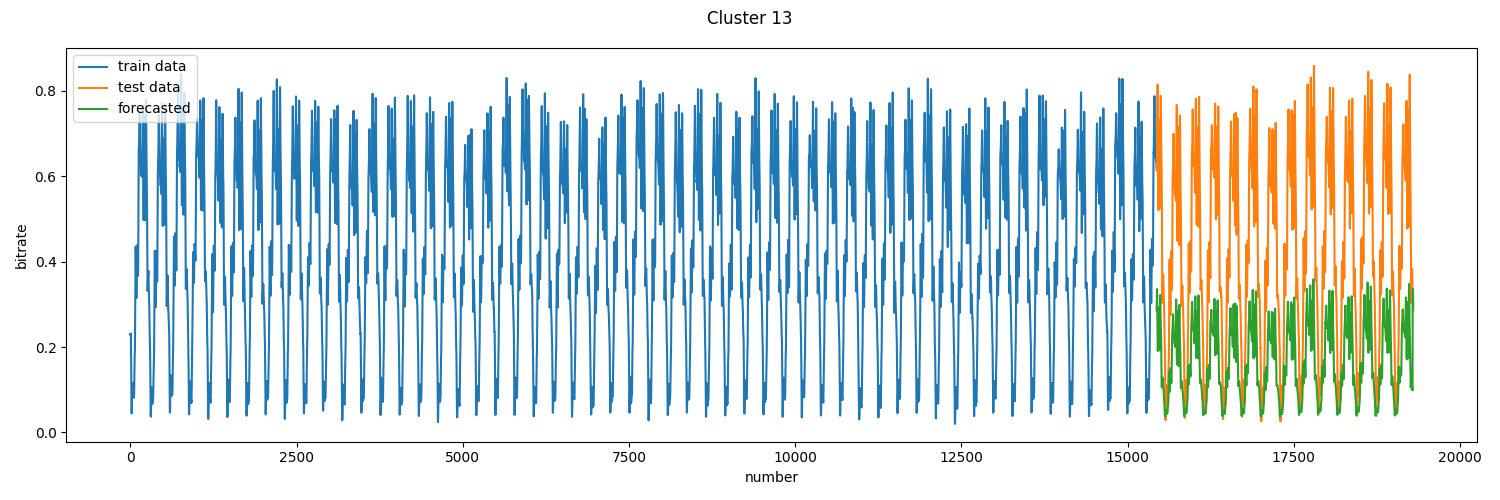 Cluster 13
train data
test data
forecasted
bitrate
0.8
0.6
0.4
0.2
0.0
0 2500 5000 7500 10000 12500 15000 17500 20000
number